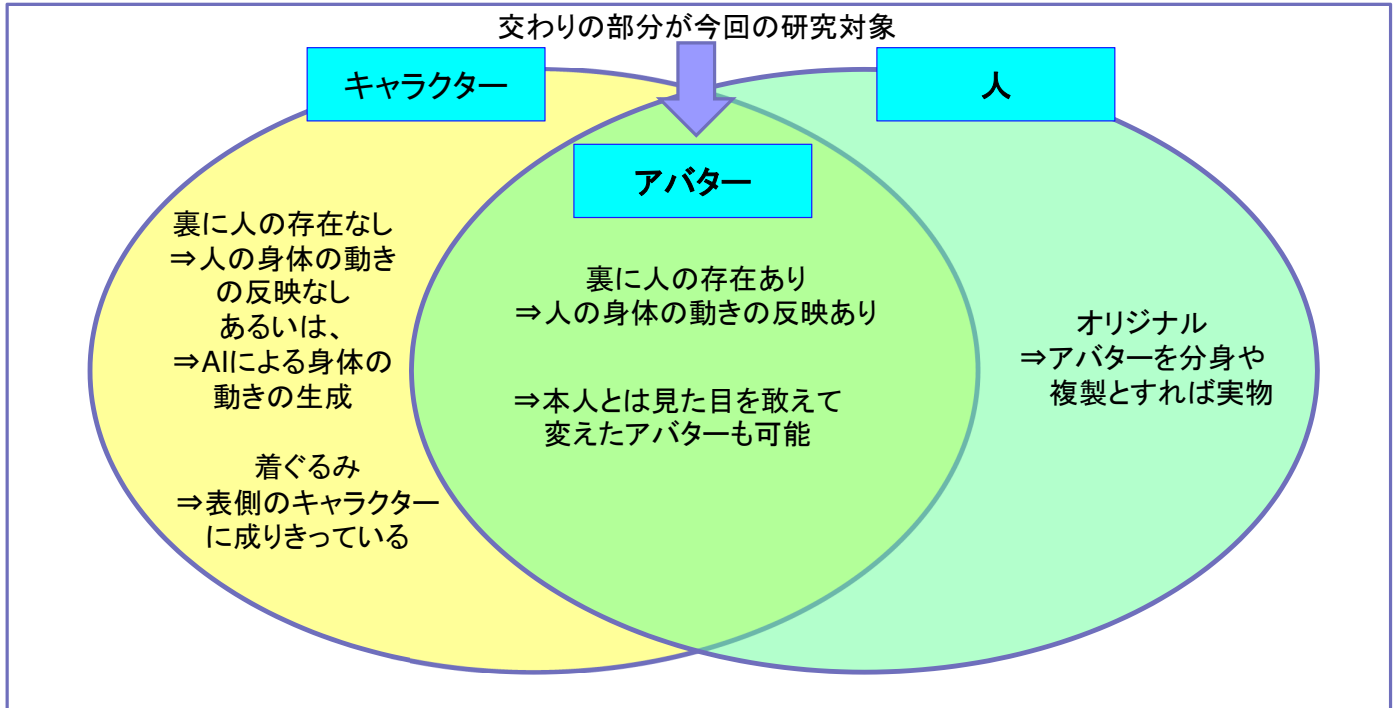 交わりの部分が今回の研究対象
キャラクター
人
アバター
裏に人の存在なし
⇒人の身体の動き
の反映なし
あるいは、
⇒AIによる身体の
動きの生成
着ぐるみ
⇒表側のキャラクター
に成りきっている
裏に人の存在あり
⇒人の身体の動きの反映あり
⇒本人とは見た目を敢えて
変えたアバターも可能
オリジナル
⇒アバターを分身や
複製とすれば実物